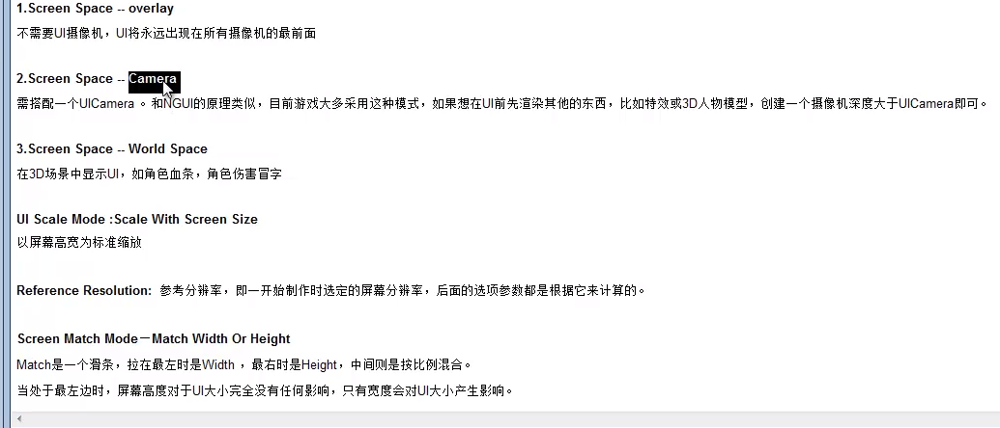 1.Screen Space -- overlay
不需要UI摄像机，UI将永远出现在所有摄像机的最前面
2.Screen Space -- Camera
需搭配一个UICamera 。和NGUI的原理类似，目前游戏大多采用这种模式，如果想在UI前先渲染其他的东西，比如特效或3D人物模型，创建一个摄像机深度大于UICamera即可。
3.Screen Space -- World Space
在3D场景中显示UI，如角色血条，角色伤害冒字
UI Scale Mode :Scale With Screen Size
以屏幕高宽为标准缩放
Reference Resolution: 参考分辨率，即一开始制作时选定的屏幕分辨率，后面的选项参数都是根据它来计算的。
Screen Match Mode－Match Width Or Height
Match是一个滑条，拉在最左时是Width ，最右时是Height，中间则是按比例混合。
当处于最左边时，屏幕高度对于UI大小完全没有任何影响，只有宽度会对UI大小产生影响。